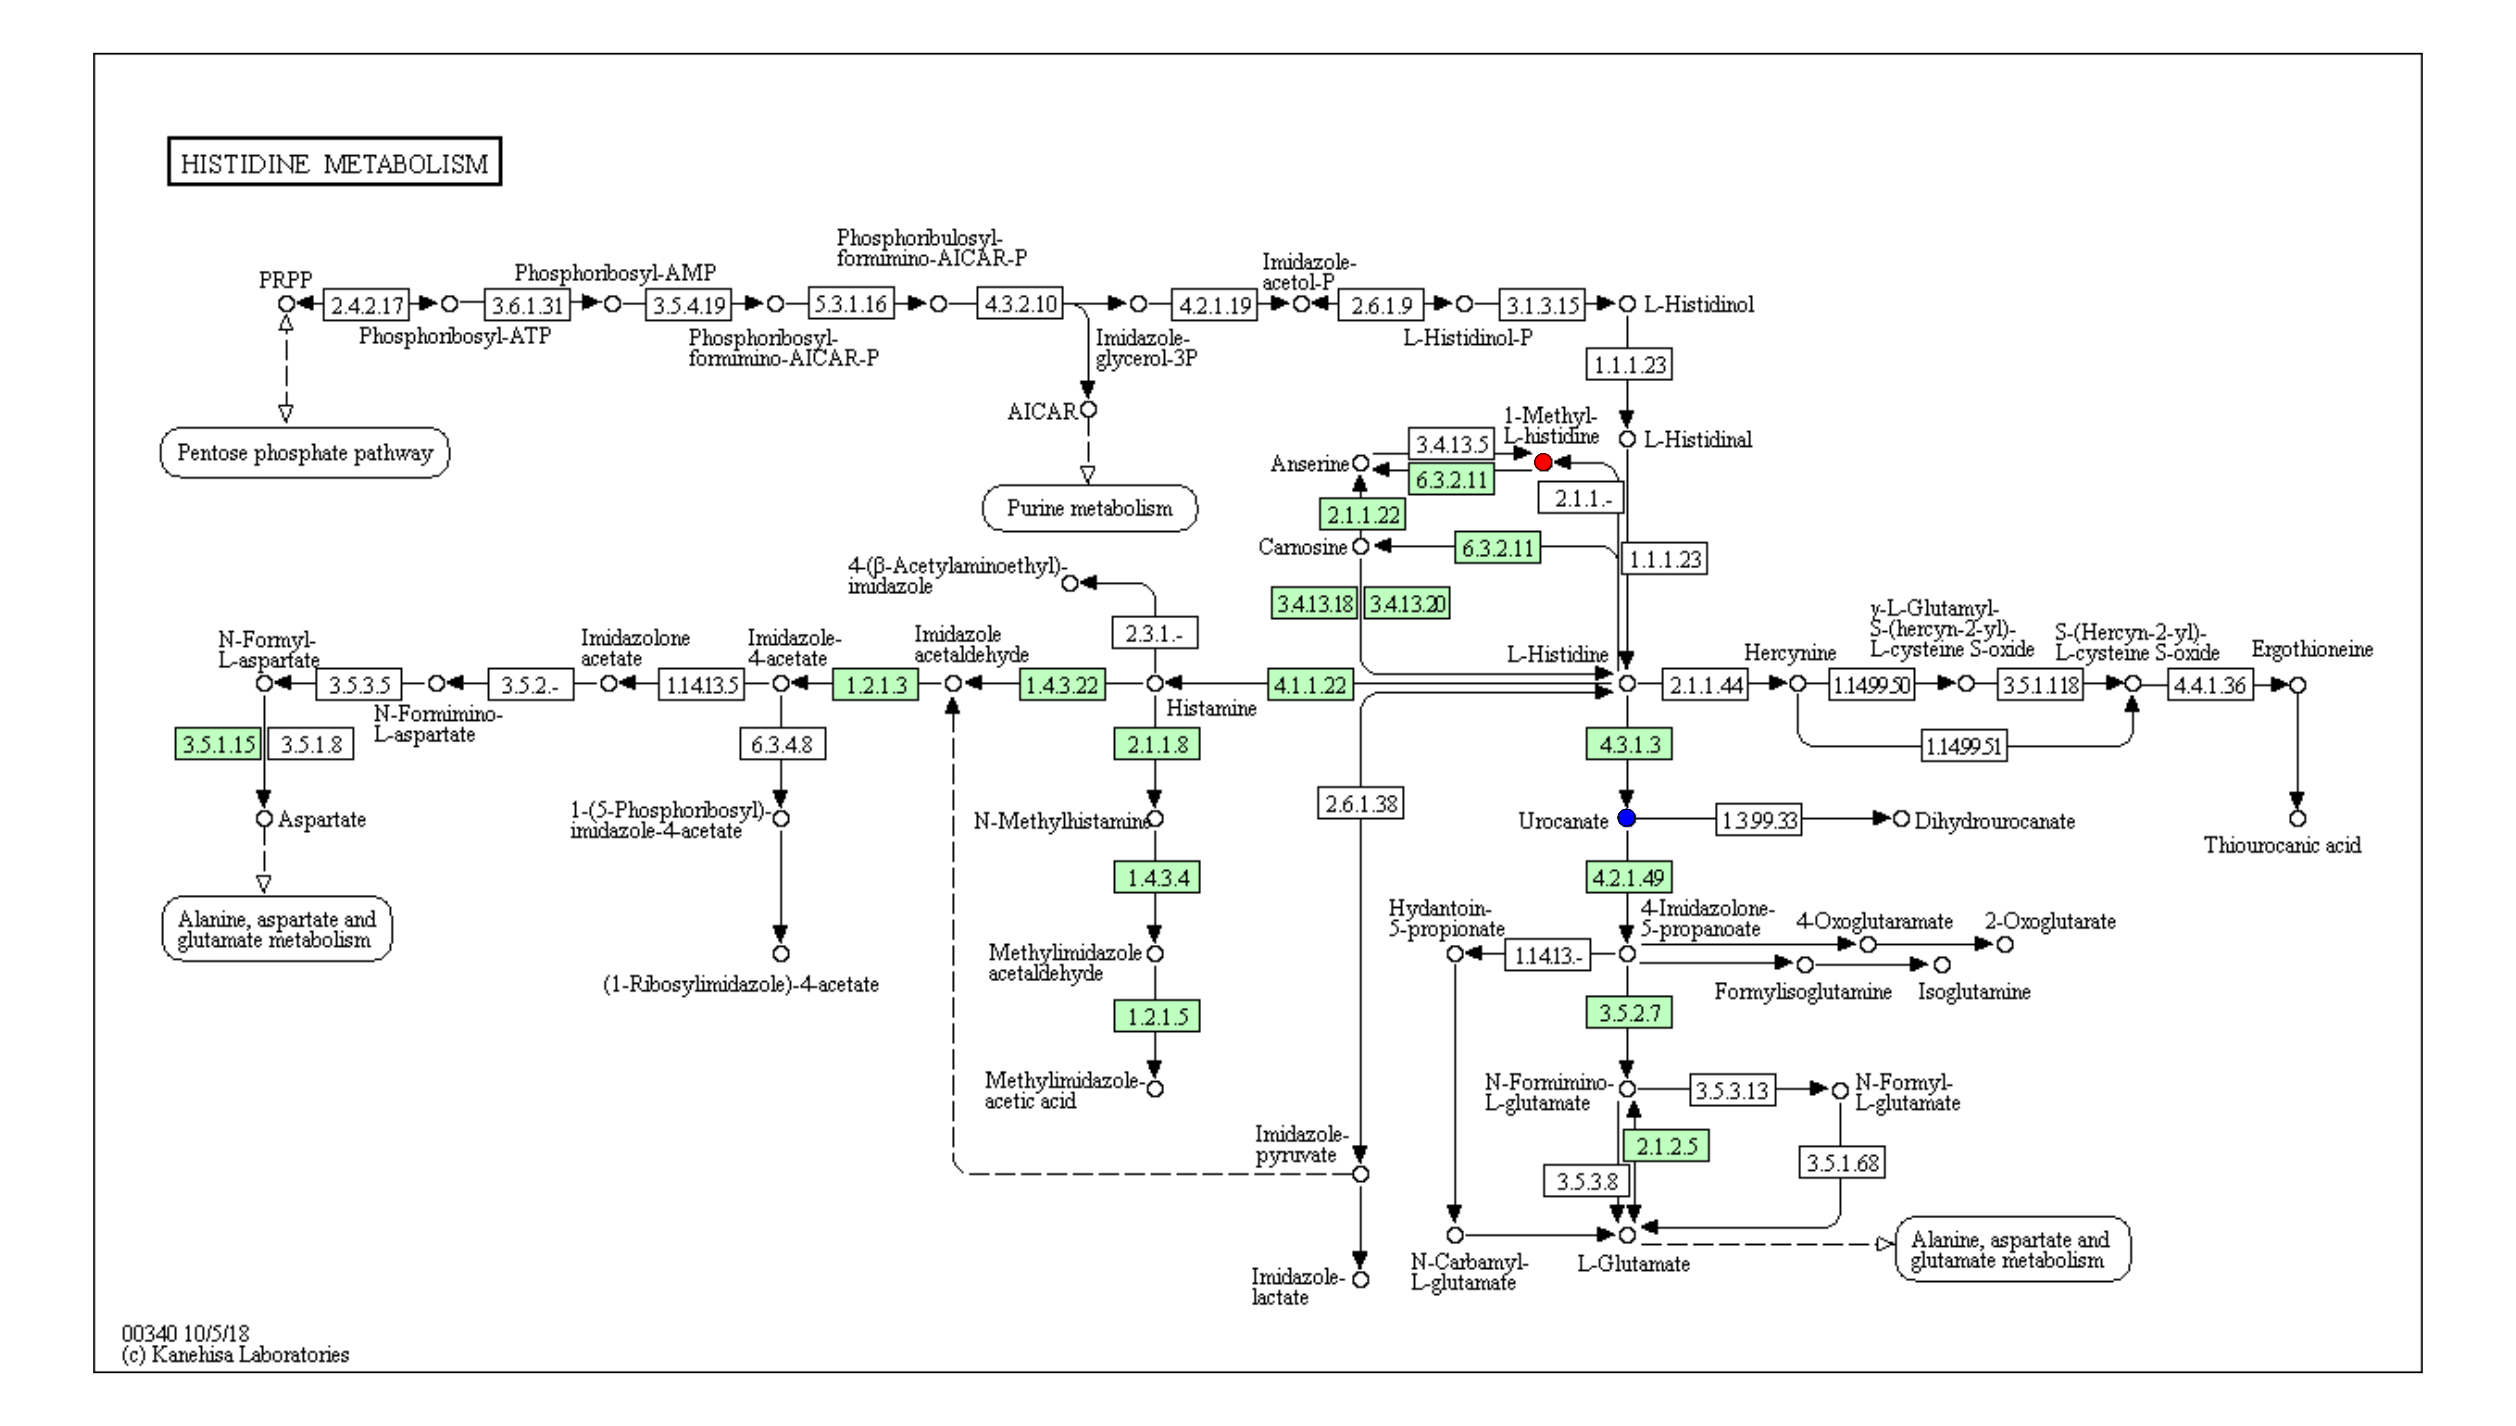 HISTIDINE METABOLISM
Phosphoribulosyl-
formimino-AICAR-P
Phosphoribosyl-AMP
Imidazole-
acetol-P
PRPP
2.4.2.17
3.6.1.31
3.5.4.19
5.3.1.16
4.3.2.10
4.2.1.19
2.6.1.9
3.1.3.15
L-Histidinol
Phosphoribosyl-ATP
Phosphoribosyl-
formimino-AICAR-P
Imidazole-
glycerol-3P
L-Histidinol-P
1.1.1.23
AICAR
1-Methyl-
L-histidine
L-Histidinal
Pentose phosphate pathway
3.4.13.5
Anserine
6.3.2.11
2.1.1.-
Purine metabolism
2.1.1.22
Carnosine
6.3.2.11
1.1.1.23
4-(β-Acetylaminoethyl)-
imidazole
3.4.13.18
3.4.13.20
2.3.1.-
N-Formyl-
L-aspartate
Imidazolone
acetate
Imidazole-
4-acetate
Imidazole
acetaldehyde
L-Histidine
Hercynine
γ-L-Glutamyl-
S-(hercyn-2-yl)-
L-cysteine S-oxide
S-(Hercyn-2-yl)-
L-cysteine S-oxide
Ergothioneine
3.5.3.5
3.5.2.-
1.14.13.5
1.2.1.3
1.4.3.22
4.1.1.22
2.1.1.44
1.14.99.50
3.5.1.118
4.4.1.36
N-Formimino-
L-aspartate
Histamine
3.5.1.15
3.5.1.8
6.3.4.8
2.1.1.8
4.3.1.3
1.14.99.51
2.6.1.38
Aspartate
1-(5-Phosphoribosyl)-
imidazole-4-acetate
N-Methylhistamine
Urocanate
1.3.99.33
Dihydrourocanate
Thiourocanic acid
1.4.3.4
4.2.1.49
Alanine, aspartate and
glutamate metabolism
Hydantoin-
5-propionate
4-Imidazolone-
5-propanoate
4-Oxoglutaramate
2-Oxoglutarate
1.14.13.-
Methylimidazole
acetaldehyde
(1-Ribosylimidazole)-4-acetate
Formylisoglutamine
Isoglutamine
1.2.1.5
3.5.2.7
Methylimidazole-
acetic acid
N-Formimino-
L-glutamate
3.5.3.13
N-Formyl-
L-glutamate
Imidazole-
pyruvate
2.1.2.5
3.5.1.68
3.5.3.8
N-Carbamyl-
L-glutamate
L-Glutamate
Alanine, aspartate and
glutamate metabolism
Imidazole-
lactate
00340 10/5/18
(c) Kanehisa Laboratories